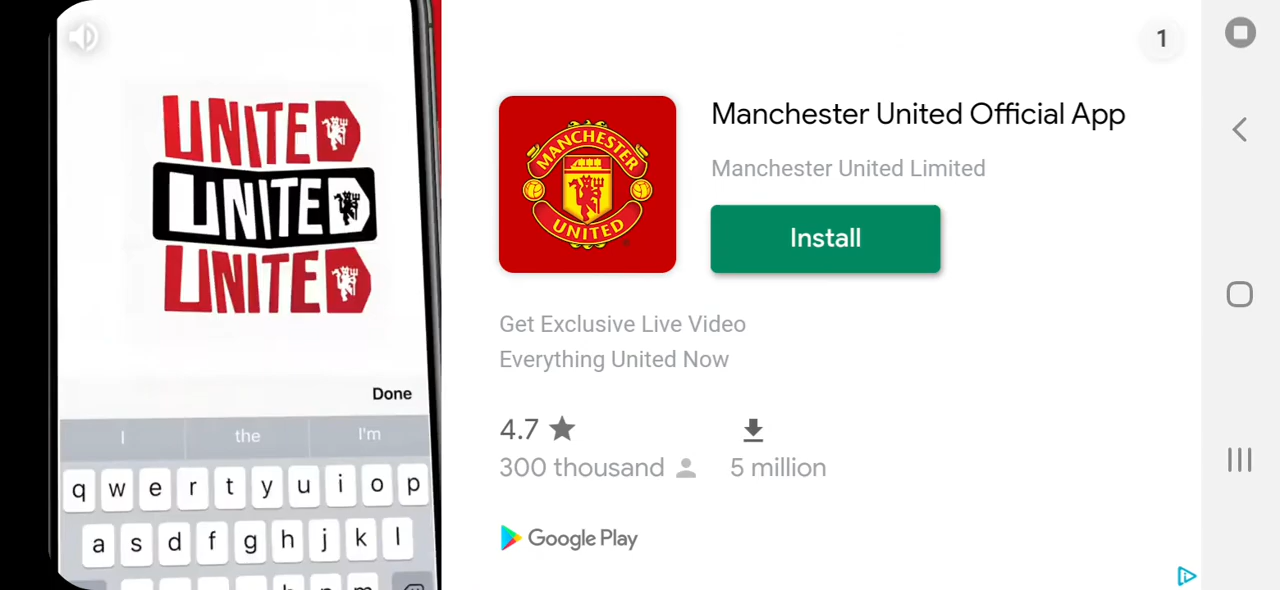 UNITED
UNITED
UNITED
Done
I
the
I'm
q w e r t y u i o p
a s d f g h j k l
1
MANCHESTER
UNITED
Manchester United Official App
Manchester United Limited
Install
Get Exclusive Live Video
Everything United Now
4.7
300 thousand
5 million
Google Play